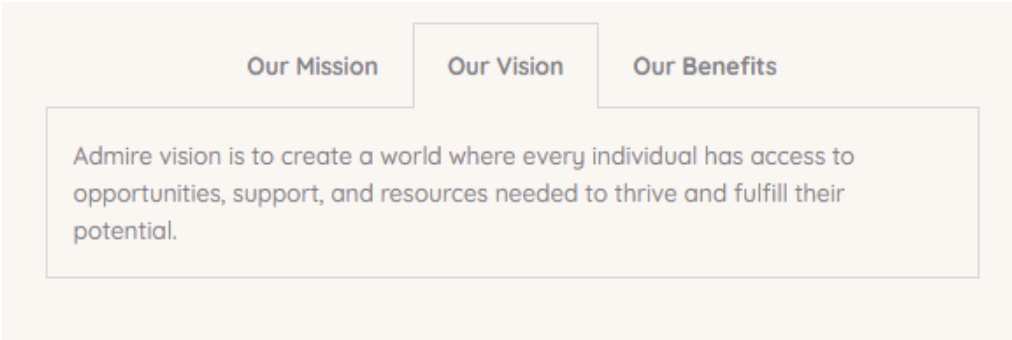 Our Mission Our Vision Our Benefits
Admire vision is to create a world where every individual has access to
opportunities, support, and resources needed to thrive and fulfill their
potential.